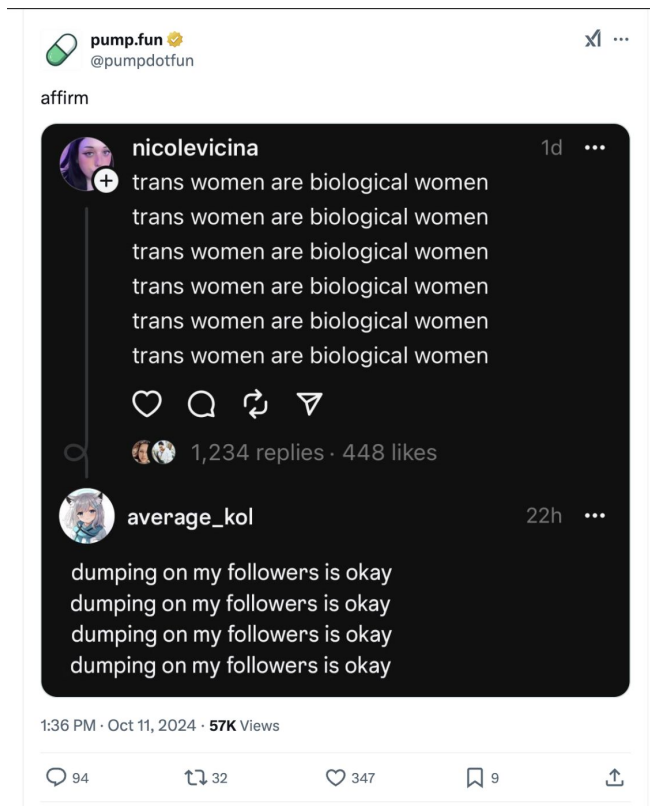 pump.fun
@pumpdotfun
affirm
nicolevicina 1d
trans women are biological women
trans women are biological women
trans women are biological women
trans women are biological women
trans women are biological women
trans women are biological women
1,234 replies · 448 likes
average_kol 22h
dumping on my followers is okay
dumping on my followers is okay
dumping on my followers is okay
dumping on my followers is okay
1:36 PM · Oct 11, 2024 · 57K Views
94 32 347 9